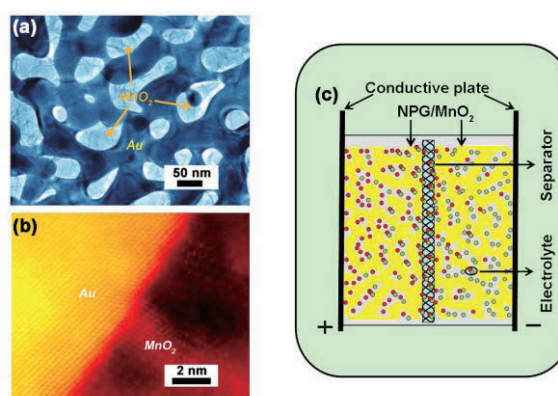 (a)
MnO2
Au
50 nm
(b)
Au
MnO2
2 nm
(c)
Conductive plate
NPG/MnO2
Separator
Electrolyte
+
−